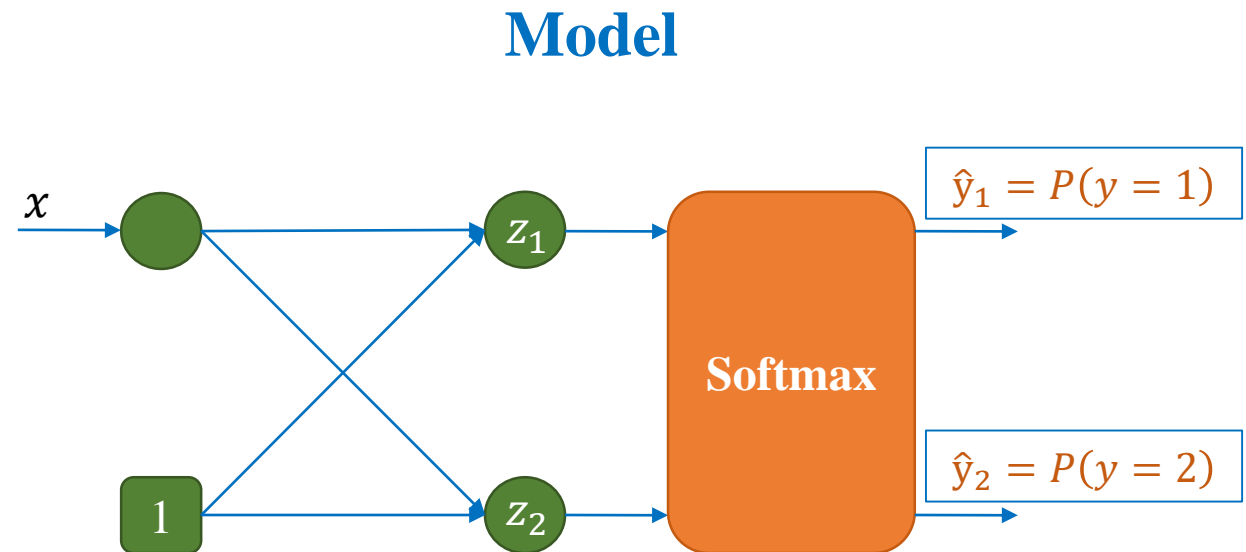 Model
x
z₁
ŷ₁ = P(y = 1)
Softmax
1
z₂
ŷ₂ = P(y = 2)